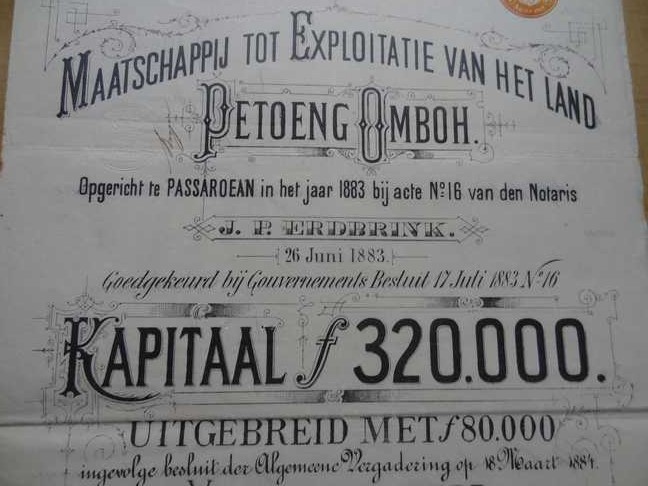 MAATSCHAPPIJ TOT EXPLOITATIE VAN HET LAND
PETOENG OMBOH.
Opgericht te PASSAROEAN in het jaar 1883 bij acte No. 16 van den Notaris
J. P. ERDBRINK.
26 Juni 1883.
Goedgekeurd bij Gouvernements Besluit 17 Juli 1883 No. 16
KAPITAAL ƒ 320.000.
UITGEBREID MET ƒ 80.000
ingevolge besluit der Algemeene Vergadering op 18 Maart 1884.